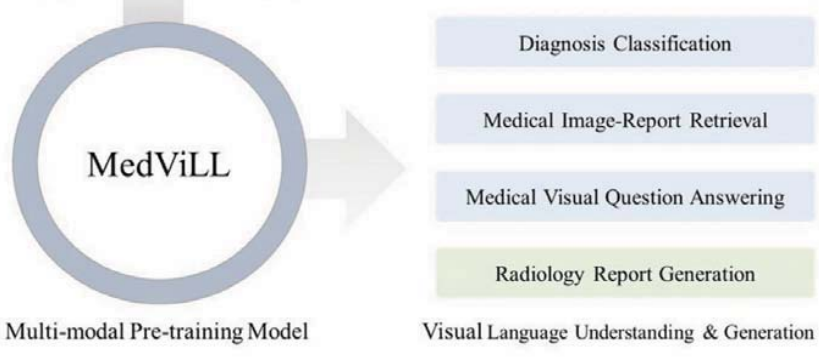 MedViLL
Multi-modal Pre-training Model
Diagnosis Classification
Medical Image-Report Retrieval
Medical Visual Question Answering
Radiology Report Generation
Visual Language Understanding & Generation